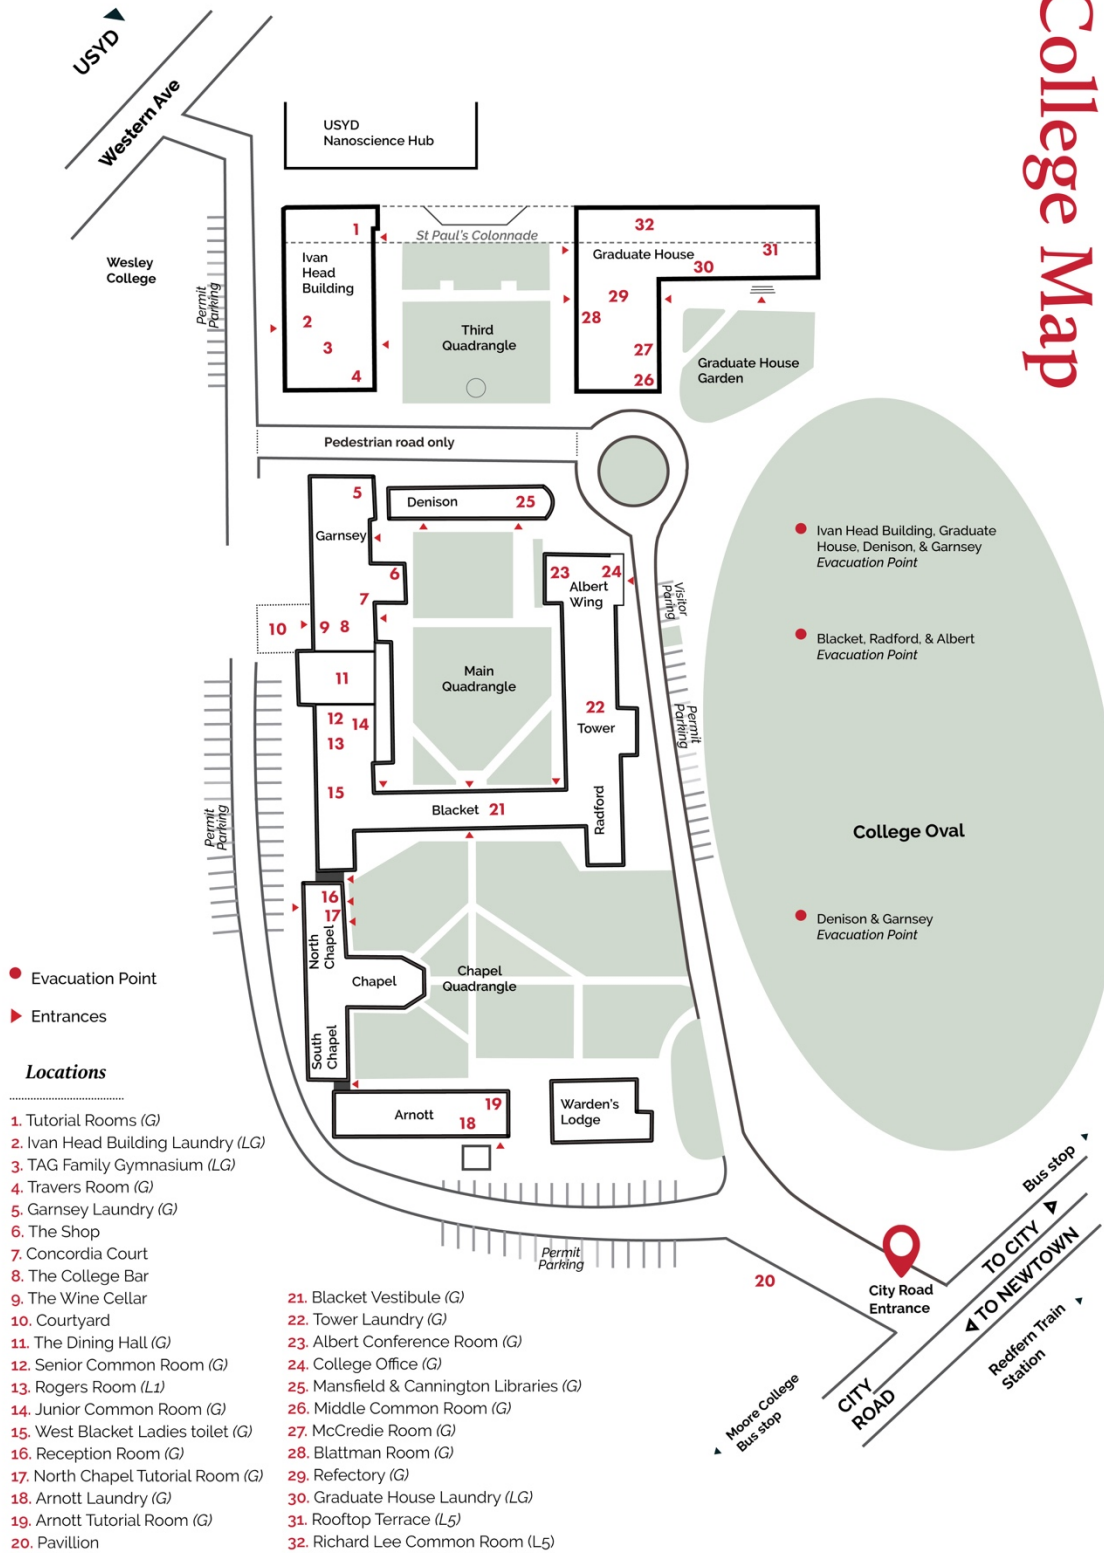 College Map
USYD
Western Ave
USYD
Nanoscience Hub
Wesley
College
Permit
Parking
1
Ivan
Head
Building
2
3
4
St Paul's Colonnade
Third
Quadrangle
32
Graduate House
31
30
29
28
27
26
Graduate House
Garden
Pedestrian road only
5
Garnsey
6
7
10
9
8
11
12
14
13
15
Denison
25
23
24
Albert
Wing
Main
Quadrangle
22
Tower
Radford
Blacket
21
Visitor
Paring
Permit
Parking
Permit
Parking
Ivan Head Building, Graduate
House, Denison, & Garnsey
Evacuation Point
Blacket, Radford, & Albert
Evacuation Point
College Oval
Denison & Garnsey
Evacuation Point
16
17
North
Chapel
Chapel
South
Chapel
Chapel
Quadrangle
Arnott
19
18
Warden's
Lodge
Permit
Parking
20
City Road
Entrance
Bus stop
TO CITY
TO NEWTOWN
Redfern Train
Station
CITY
ROAD
Moore College
Bus stop
Evacuation Point
Entrances
Locations
1. Tutorial Rooms (G)
2. Ivan Head Building Laundry (LG)
3. TAG Family Gymnasium (LG)
4. Travers Room (G)
5. Garnsey Laundry (G)
6. The Shop
7. Concordia Court
8. The College Bar
9. The Wine Cellar
10. Courtyard
11. The Dining Hall (G)
12. Senior Common Room (G)
13. Rogers Room (L1)
14. Junior Common Room (G)
15. West Blacket Ladies toilet (G)
16. Reception Room (G)
17. North Chapel Tutorial Room (G)
18. Arnott Laundry (G)
19. Arnott Tutorial Room (G)
20. Pavillion
21. Blacket Vestibule (G)
22. Tower Laundry (G)
23. Albert Conference Room (G)
24. College Office (G)
25. Mansfield & Cannington Libraries (G)
26. Middle Common Room (G)
27. McCredie Room (G)
28. Blattman Room (G)
29. Refectory (G)
30. Graduate House Laundry (LG)
31. Rooftop Terrace (L5)
32. Richard Lee Common Room (L5)